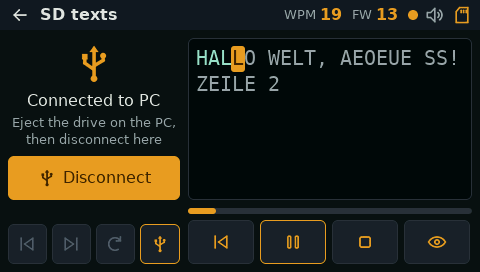 SD texts
WPM 19 FW 13
Connected to PC
Eject the drive on the PC,
then disconnect here
Disconnect
HALLO WELT, AEOEUE SS!
ZEILE 2